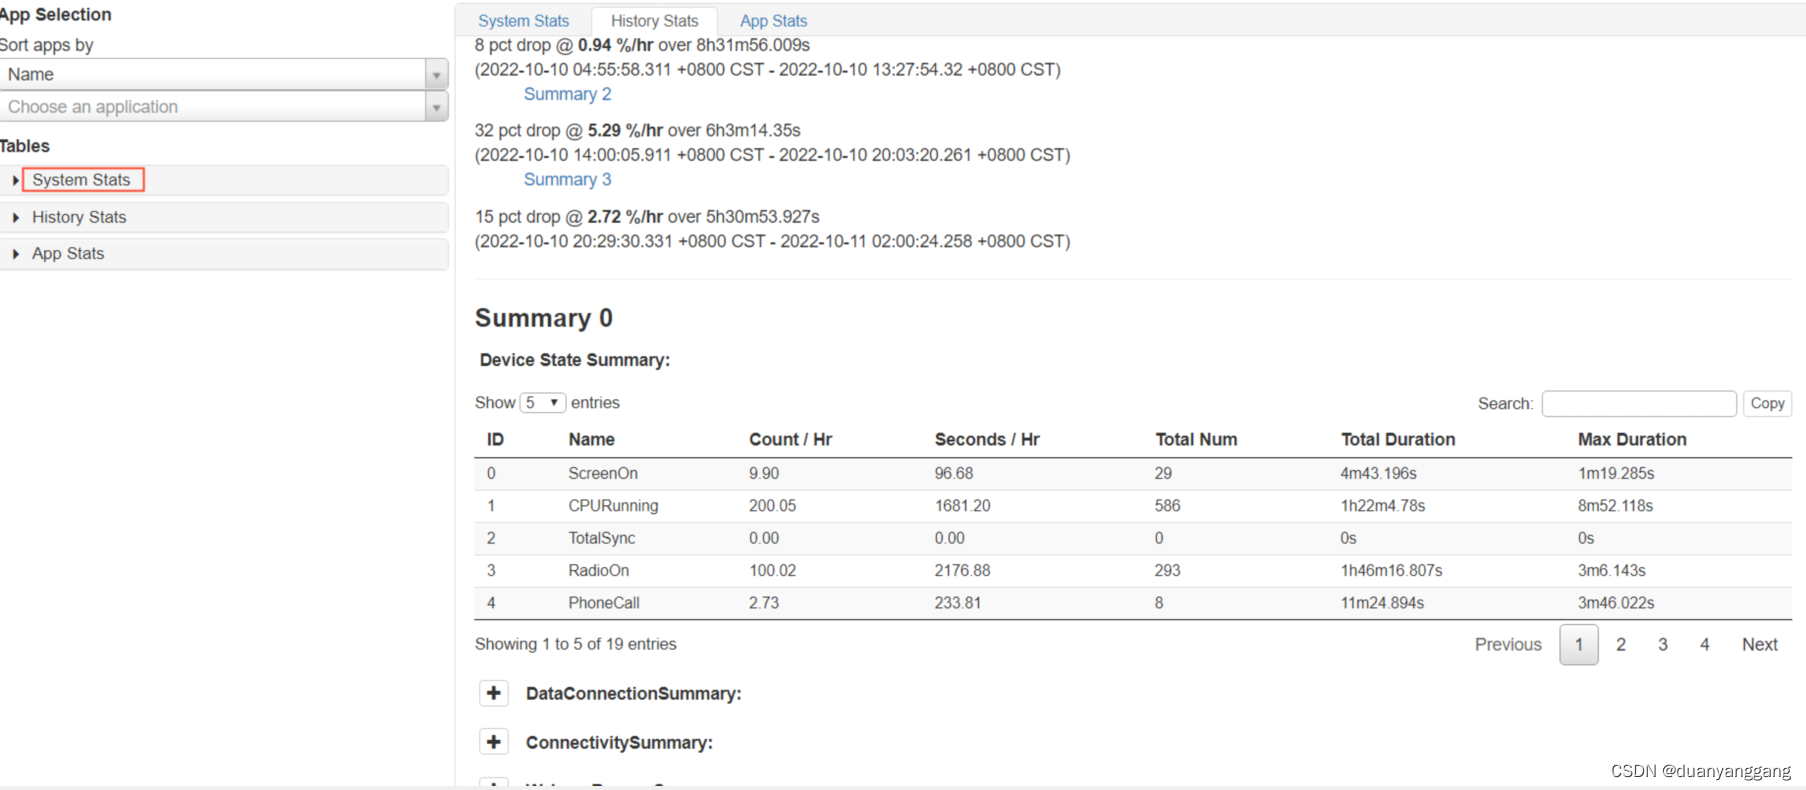 App Selection
Sort apps by
Name
Choose an application
Tables
System Stats
History Stats
App Stats
System Stats History Stats App Stats
8 pct drop @ 0.94 %/hr over 8h31m56.009s
(2022-10-10 04:55:58.311 +0800 CST - 2022-10-10 13:27:54.32 +0800 CST)
Summary 2
32 pct drop @ 5.29 %/hr over 6h3m14.35s
(2022-10-10 14:00:05.911 +0800 CST - 2022-10-10 20:03:20.261 +0800 CST)
Summary 3
15 pct drop @ 2.72 %/hr over 5h30m53.927s
(2022-10-10 20:29:30.331 +0800 CST - 2022-10-11 02:00:24.258 +0800 CST)
Summary 0
Device State Summary:
Show 5 entries Search: Copy
ID Name Count / Hr Seconds / Hr Total Num Total Duration Max Duration
0 ScreenOn 9.90 96.68 29 4m43.196s 1m19.285s
1 CPURunning 200.05 1681.20 586 1h22m4.78s 8m52.118s
2 TotalSync 0.00 0.00 0 0s 0s
3 RadioOn 100.02 2176.88 293 1h46m16.807s 3m6.143s
4 PhoneCall 2.73 233.81 8 11m24.894s 3m46.022s
Showing 1 to 5 of 19 entries Previous 1 2 3 4 Next
DataConnectionSummary:
ConnectivitySummary:
CSDN @duanyanggang